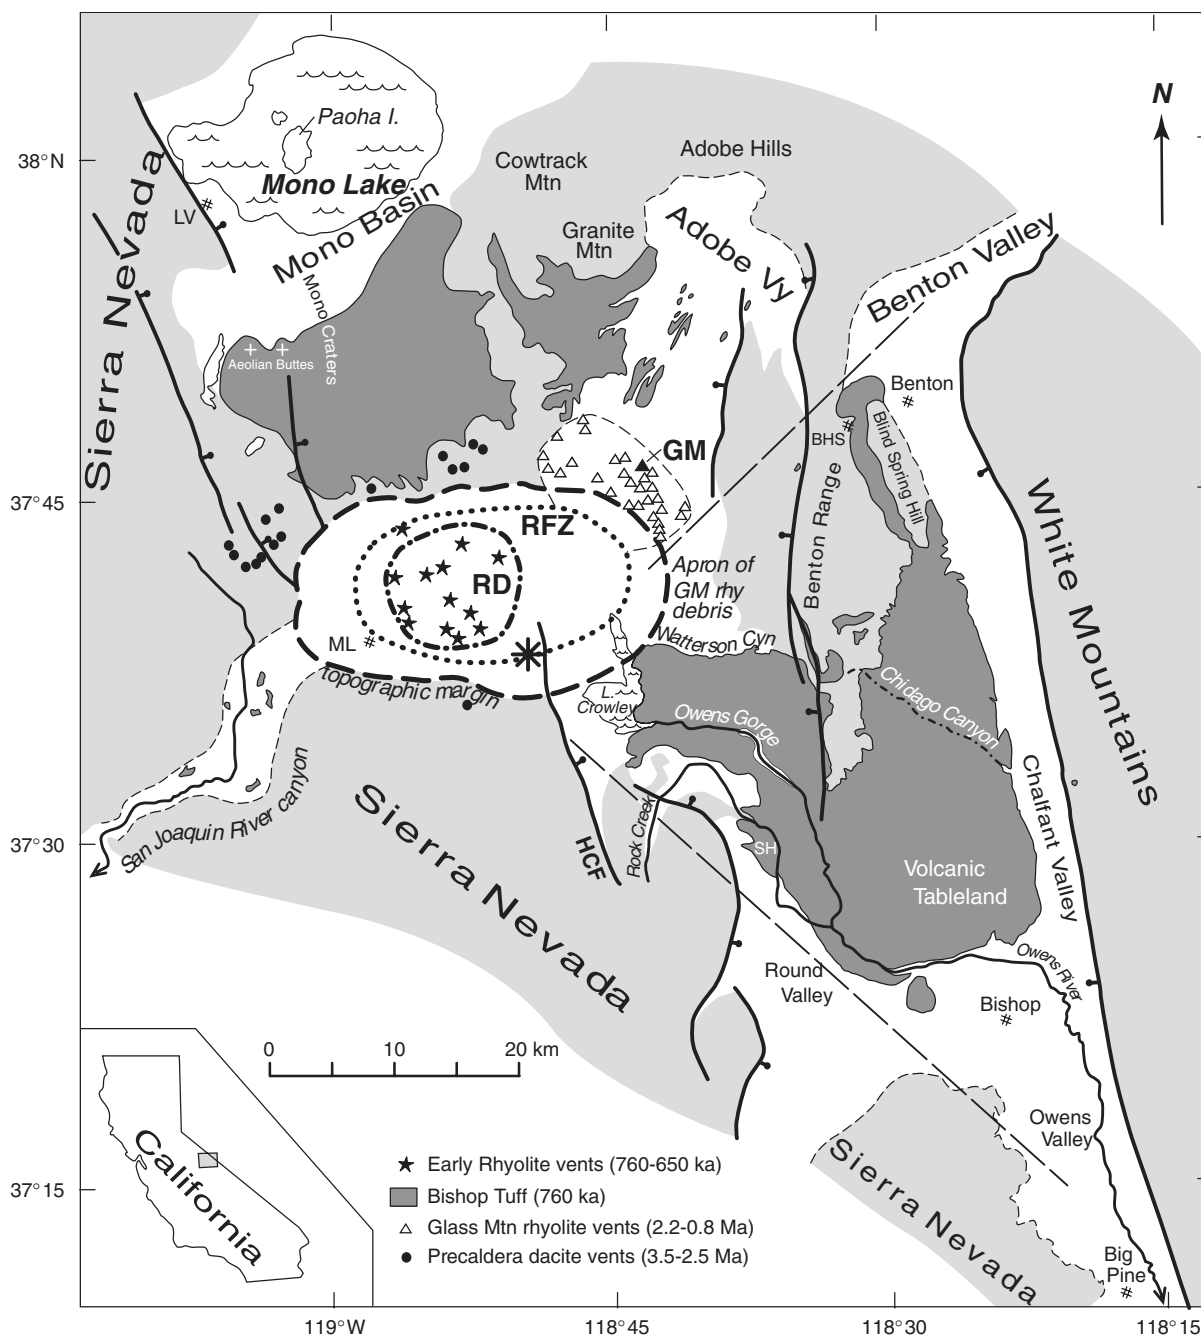 N
Paoha I.
38°N
Mono Lake
Cowtrack
Mtn
Adobe Hills
LV
Mono Basin
Granite
Mtn
Adobe Vy
Benton Valley
Sierra Nevada
Mono Craters
Aeolian Buttes
Benton
BHS
Blind Spring Hill
GM
37°45
RFZ
Benton Range
White Mountains
RD
Apron of
GM rhy
debris
ML
Watterson Cyn
topographic margin
L.
Crowley
Owens Gorge
Chidago Canyon
San Joaquin River canyon
Sierra Nevada
Chalfant Valley
37°30
HCF
Rock Creek
SH
Volcanic
Tableland
Round
Valley
Owens River
Bishop
0 10 20 km
Owens
Valley
California
Sierra Nevada
Early Rhyolite vents (760-650 ka)
37°15
Bishop Tuff (760 ka)
Glass Mtn rhyolite vents (2.2-0.8 Ma)
Precaldera dacite vents (3.5-2.5 Ma)
Big
Pine
119°W
118°45
118°30
118°15